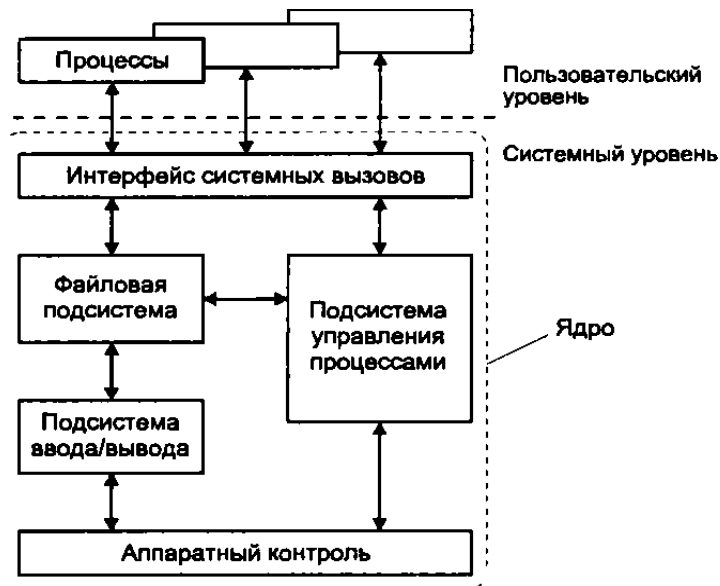 Процессы
Пользовательский
уровень
Системный уровень
Интерфейс системных вызовов
Файловая
подсистема
Подсистема
управления
процессами
Ядро
Подсистема
ввода/вывода
Аппаратный контроль